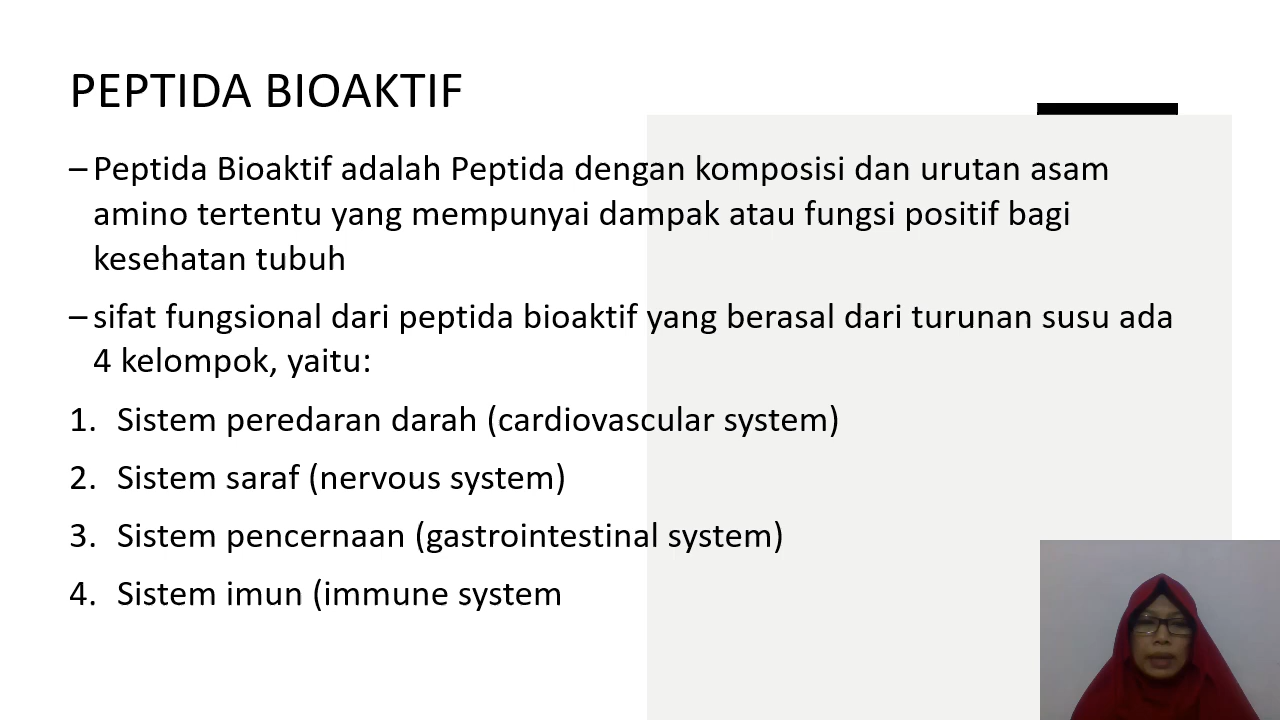 PEPTIDA BIOAKTIF
– Peptida Bioaktif adalah Peptida dengan komposisi dan urutan asam
amino tertentu yang mempunyai dampak atau fungsi positif bagi
kesehatan tubuh
– sifat fungsional dari peptida bioaktif yang berasal dari turunan susu ada
4 kelompok, yaitu:
1. Sistem peredaran darah (cardiovascular system)
2. Sistem saraf (nervous system)
3. Sistem pencernaan (gastrointestinal system)
4. Sistem imun (immune system